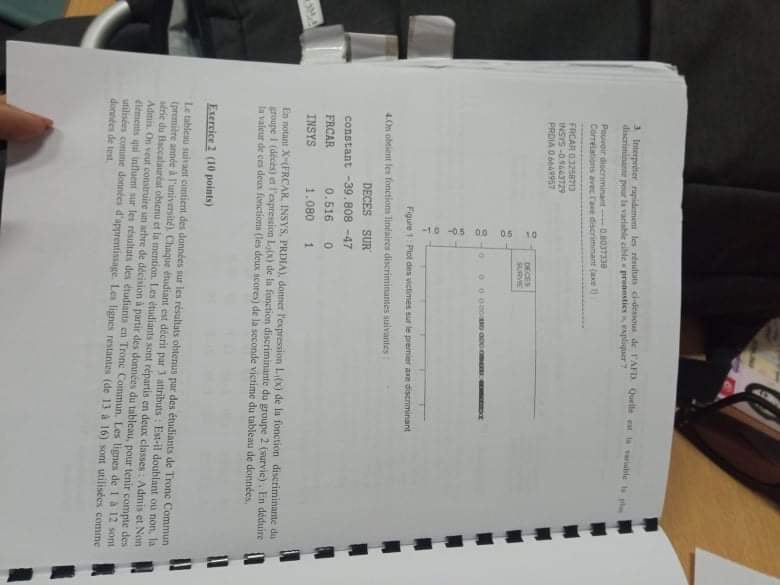 3. Interpréter rapidement les résultats ci-dessous de l'AFD. Quelle est la variable la plus
discriminante pour la variable cible « pronostics », expliquer ?
Pouvoir discriminant ---- 0.8037338
Corrélations avec l'axe discriminant (axe 1)
FRCAR 0.3258713
INSYS -0.9443729
PRDIA 0.6649957
DECES
SURVIE
1.0
0.5
0.0
-0.5
-1.0
Figure 1 : Plot des victimes sur le premier axe discriminant
4.On obtient les fonctions linéaires discriminantes suivantes :
DECES SUR
constant -39.808 -47
FRCAR 0.516 0
INSYS 1.080 1
En notant X=(FRCAR, INSYS, PRDIA), donner l'expression L₁(x) de la fonction discriminante du
groupe 1 (décès) et l'expression L₂(x) de la fonction discriminante du groupe 2 (survie). En déduire
la valeur de ces deux fonctions (les deux scores) de la seconde victime du tableau de données.
Exercice 2 (10 points)
Le tableau suivant contient des données sur les résultats obtenus par des étudiants de Tronc Commun
(première année à l'université). Chaque étudiant est décrit par 3 attributs : Est-il doublant ou non, la
série du Baccalauréat obtenu et la mention. Les étudiants sont répartis en deux classes : Admis et Non
Admis. On veut construire un arbre de décision à partir des données du tableau, pour tenir compte des
éléments qui influent sur les résultats des étudiants en Tronc Commun. Les lignes de 1 à 12 sont
utilisées comme données d'apprentissage. Les lignes restantes (de 13 à 16) sont utilisées comme
données de test.